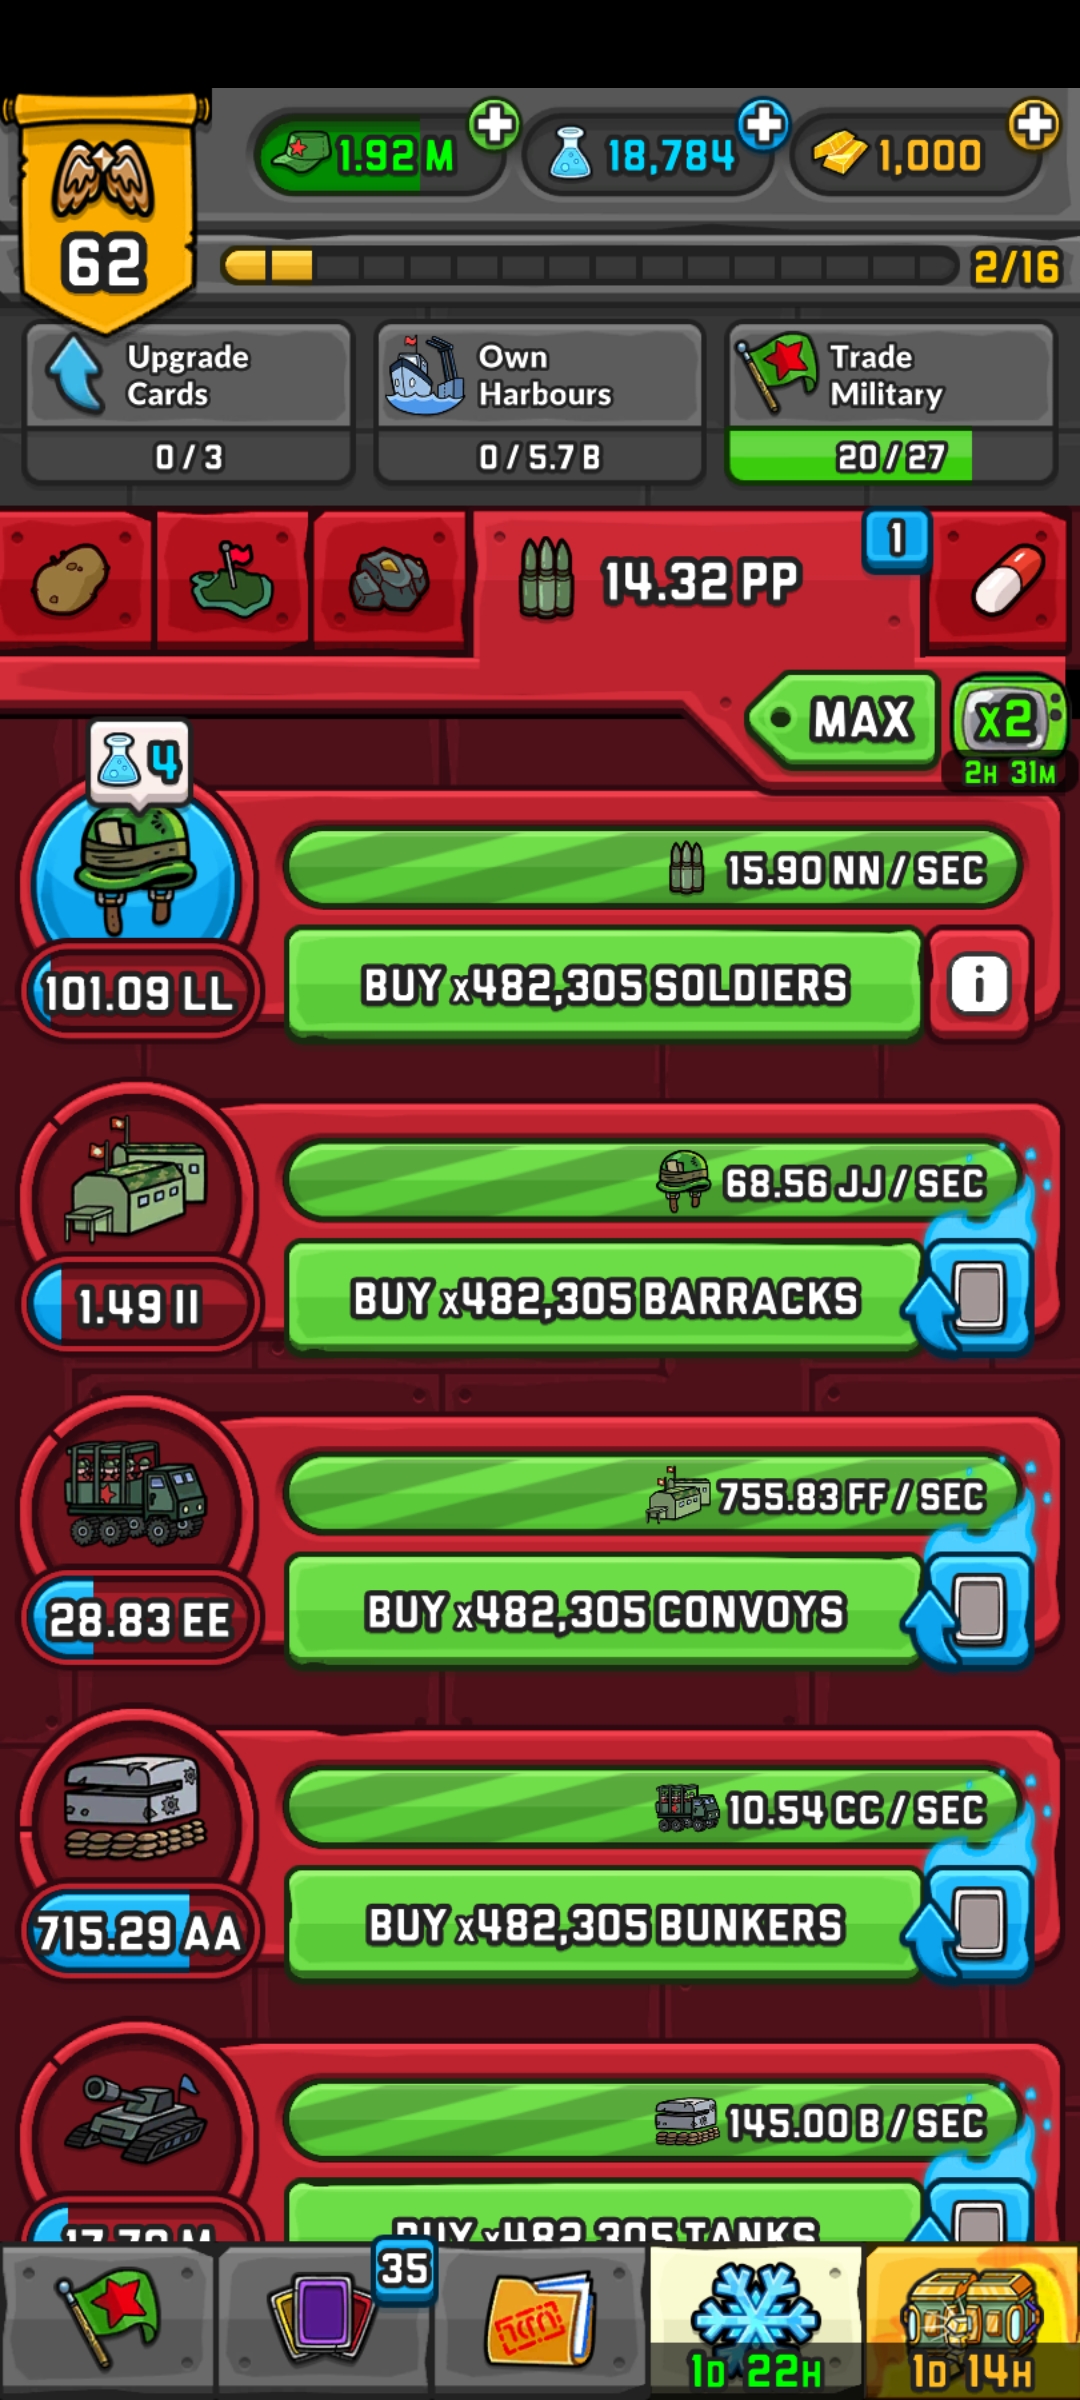 1.92 M
18,784
1,000
62
2/16
Upgrade
Cards
0 / 3
Own
Harbours
0 / 5.7 B
Trade
Military
20 / 27
14.32 PP
1
MAX
x2
2H 31M
4
15.90 NN / SEC
101.09 LL
BUY x482,305 SOLDIERS
i
68.56 JJ / SEC
1.49 II
BUY x482,305 BARRACKS
755.83 FF / SEC
28.83 EE
BUY x482,305 CONVOYS
10.54 CC / SEC
715.29 AA
BUY x482,305 BUNKERS
145.00 B / SEC
BUY x482,305 TANKS
35
1D 22H
1D 14H